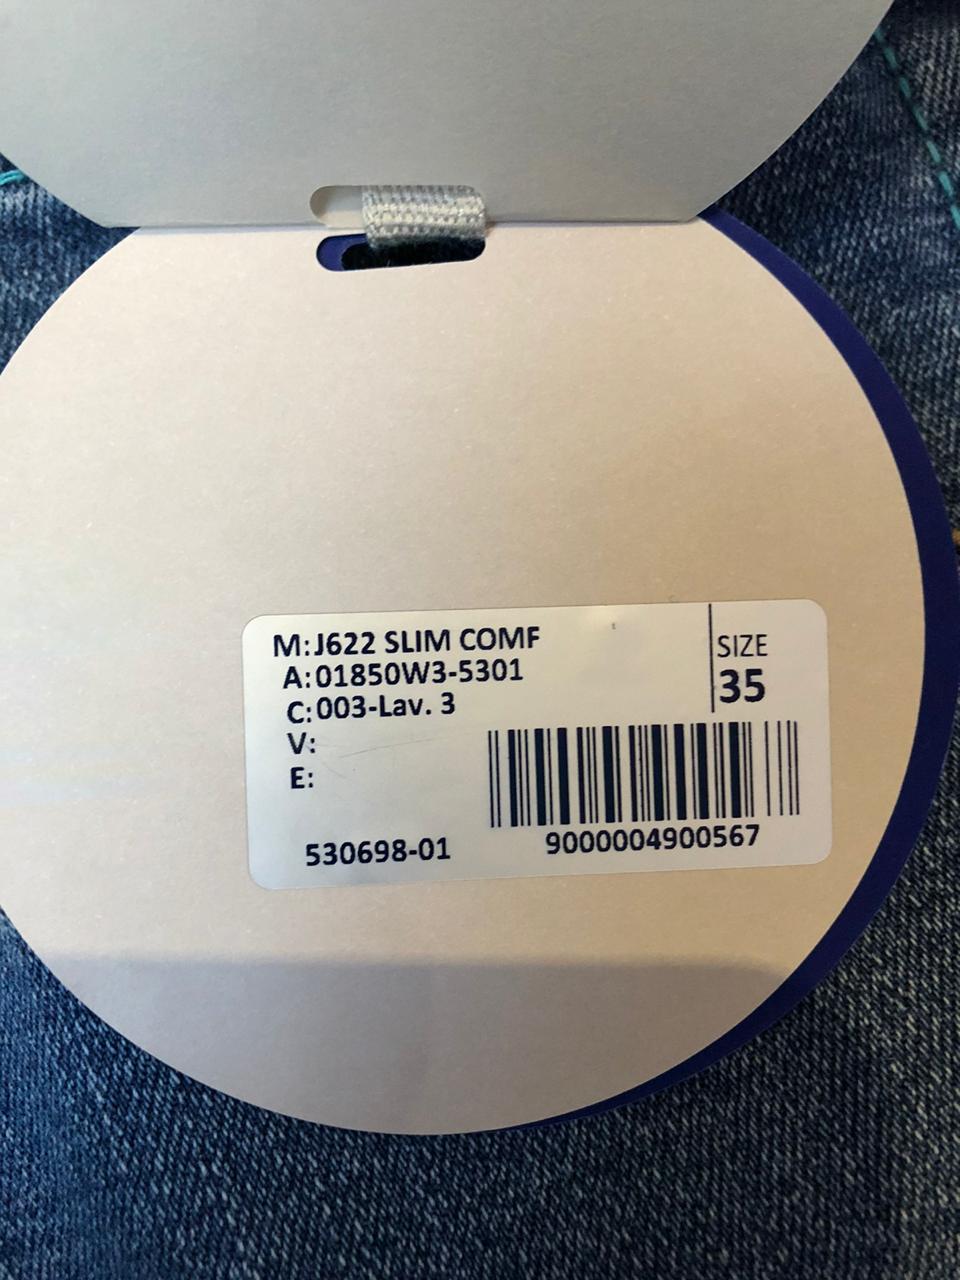 M:J622 SLIM COMF
A:01850W3-5301
C:003-Lav. 3
V:
E:
SIZE
35
530698-01
9000004900567